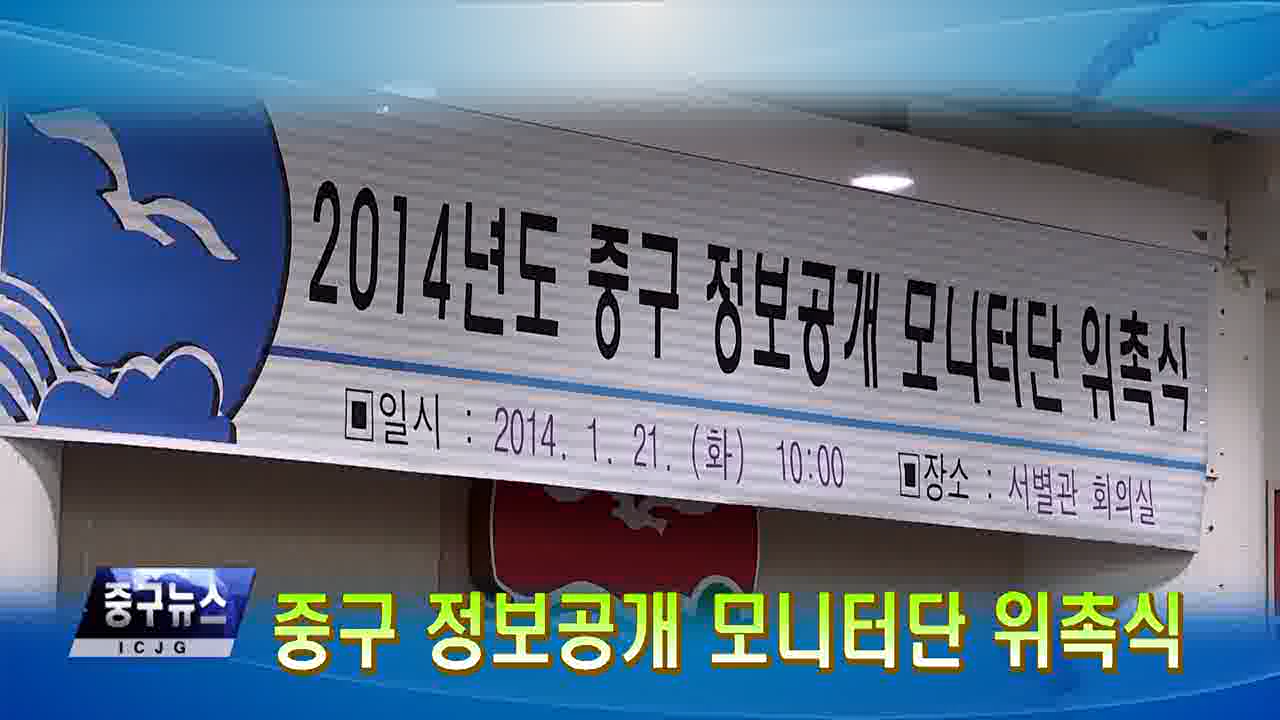 2014년도 중구 정보공개 모니터단 위촉식
▣일시 : 2014. 1. 21. (화) 10:00 ▣장소 : 서별관 회의실
중구뉴스
ICJG
중구 정보공개 모니터단 위촉식